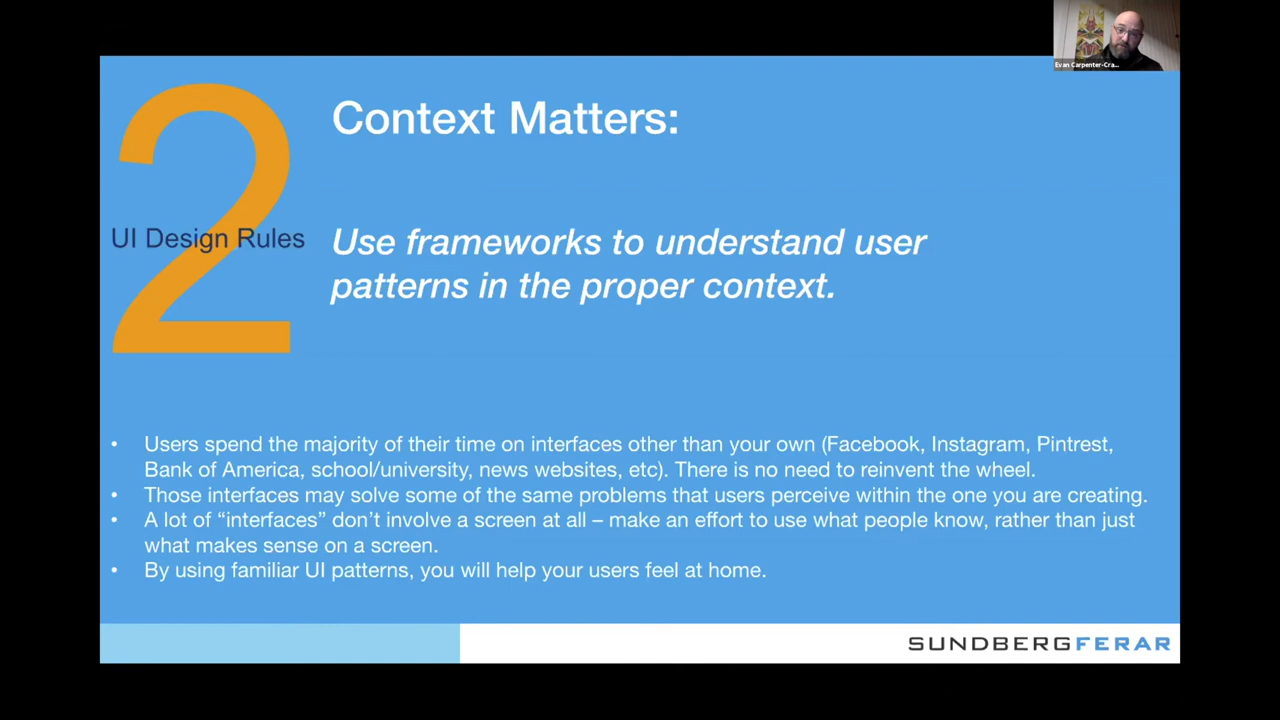 Evan Carpenter-Cra...
2
UI Design Rules
Context Matters:
Use frameworks to understand user
patterns in the proper context.
• Users spend the majority of their time on interfaces other than your own (Facebook, Instagram, Pintrest,
Bank of America, school/university, news websites, etc). There is no need to reinvent the wheel.
• Those interfaces may solve some of the same problems that users perceive within the one you are creating.
• A lot of “interfaces” don’t involve a screen at all – make an effort to use what people know, rather than just
what makes sense on a screen.
• By using familiar UI patterns, you will help your users feel at home.
SUNDBERGFERAR